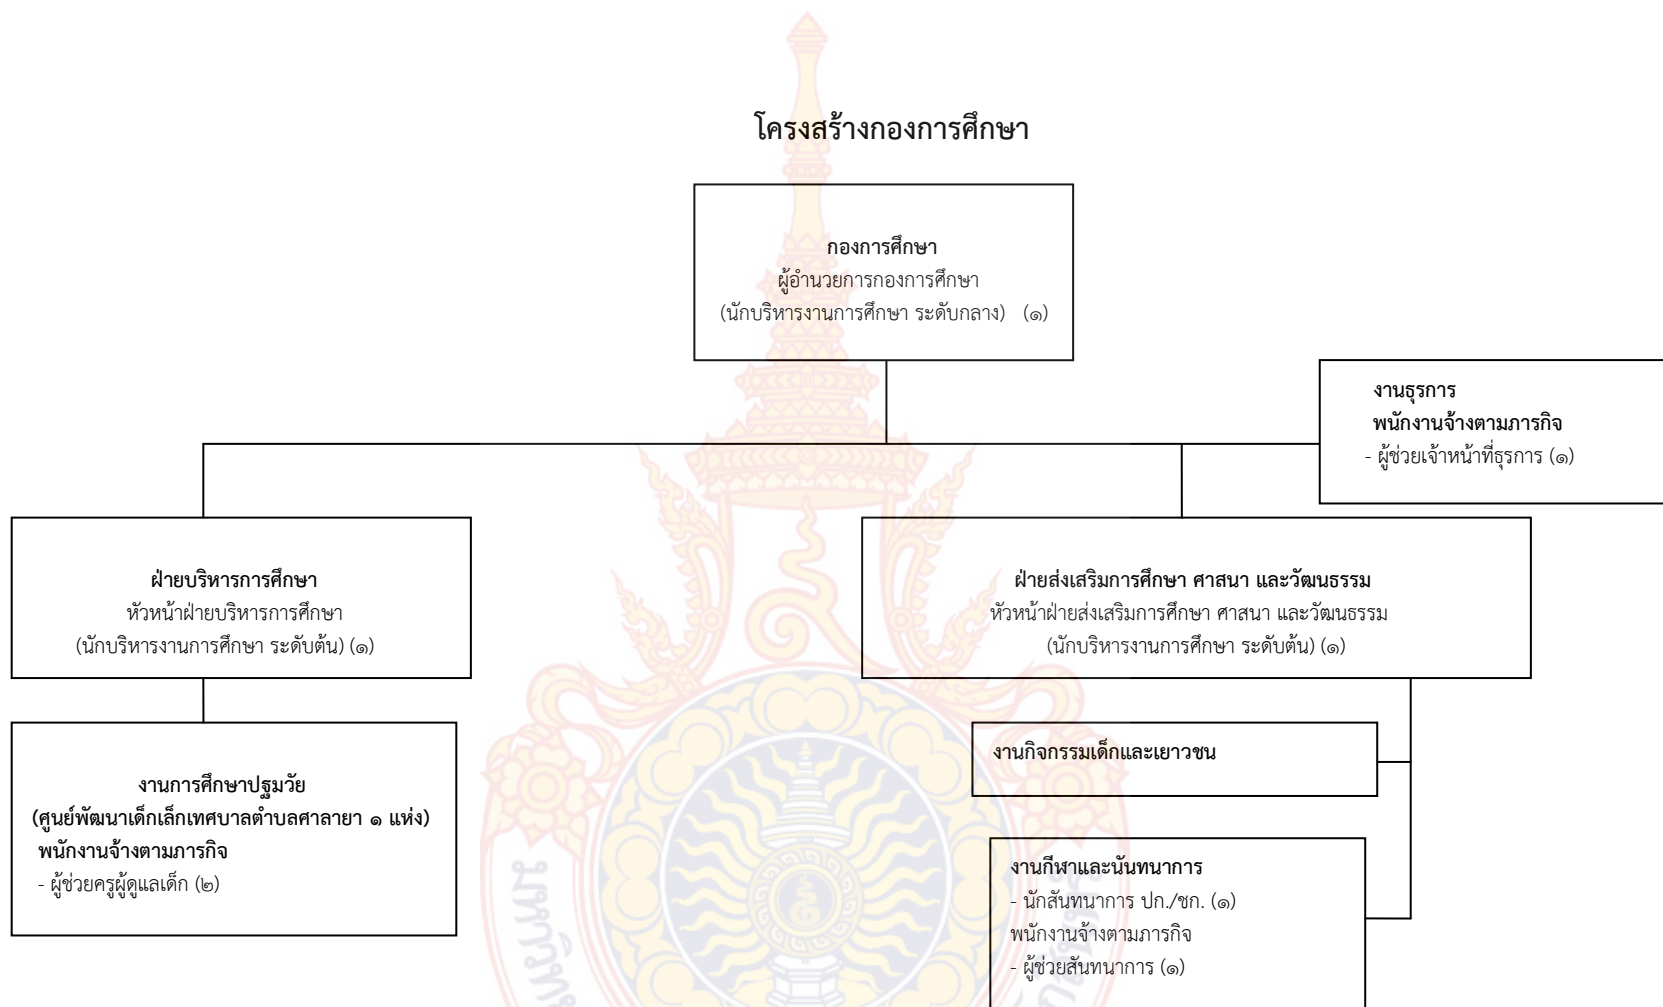 โครงสร้างกองการศึกษา
กองการศึกษา
ผู้อำนวยการกองการศึกษา
(นักบริหารงานการศึกษา ระดับกลาง) (๑)
งานธุรการ
พนักงานจ้างตามภารกิจ
- ผู้ช่วยเจ้าหน้าที่ธุรการ (๑)
ฝ่ายบริหารการศึกษา
หัวหน้าฝ่ายบริหารการศึกษา
(นักบริหารงานการศึกษา ระดับต้น) (๑)
ฝ่ายส่งเสริมการศึกษา ศาสนา และวัฒนธรรม
หัวหน้าฝ่ายส่งเสริมการศึกษา ศาสนา และวัฒนธรรม
(นักบริหารงานการศึกษา ระดับต้น) (๑)
งานการศึกษาปฐมวัย
(ศูนย์พัฒนาเด็กเล็กเทศบาลตำบลศาลายา ๑ แห่ง)
พนักงานจ้างตามภารกิจ
- ผู้ช่วยครูผู้ดูแลเด็ก (๒)
งานกิจกรรมเด็กและเยาวชน
งานกีฬาและนันทนาการ
- นักสันทนาการ ปก./ชก. (๑)
พนักงานจ้างตามภารกิจ
- ผู้ช่วยสันทนาการ (๑)